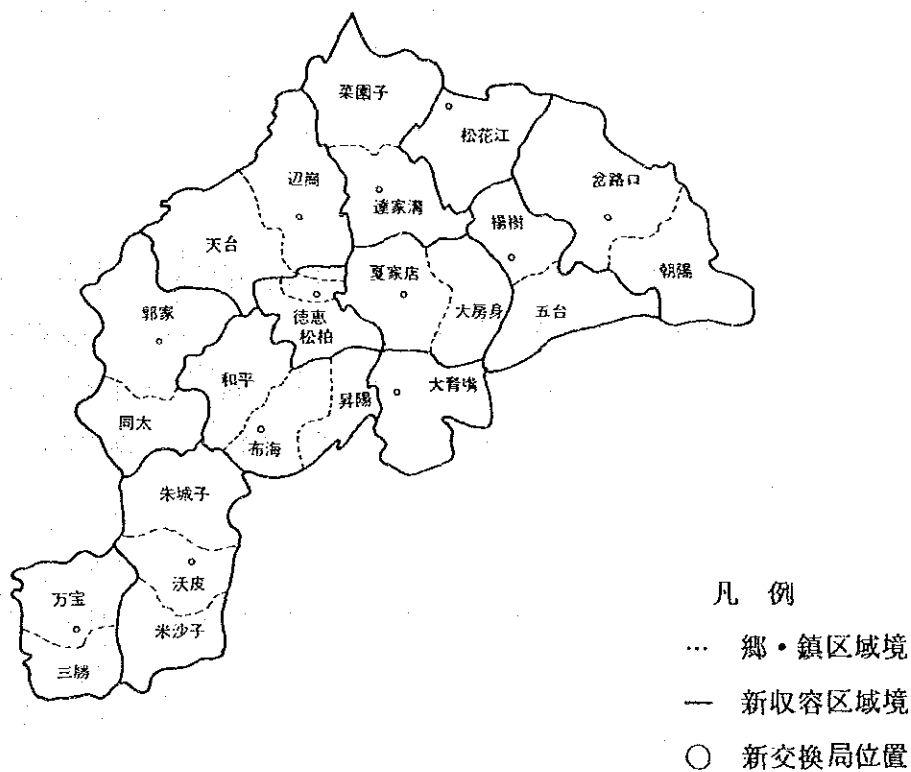 菜園子
松花江
辺崗
達家溝
岔路口
楊樹
天台
夏家店
朝陽
郭家
徳恵
松柏
大房身
五台
和平
昇陽
大青嘴
同太
布海
朱城子
沃皮
万宝
米沙子
三勝
凡 例
… 郷・鎮区域境
— 新収容区域境
○ 新交換局位置